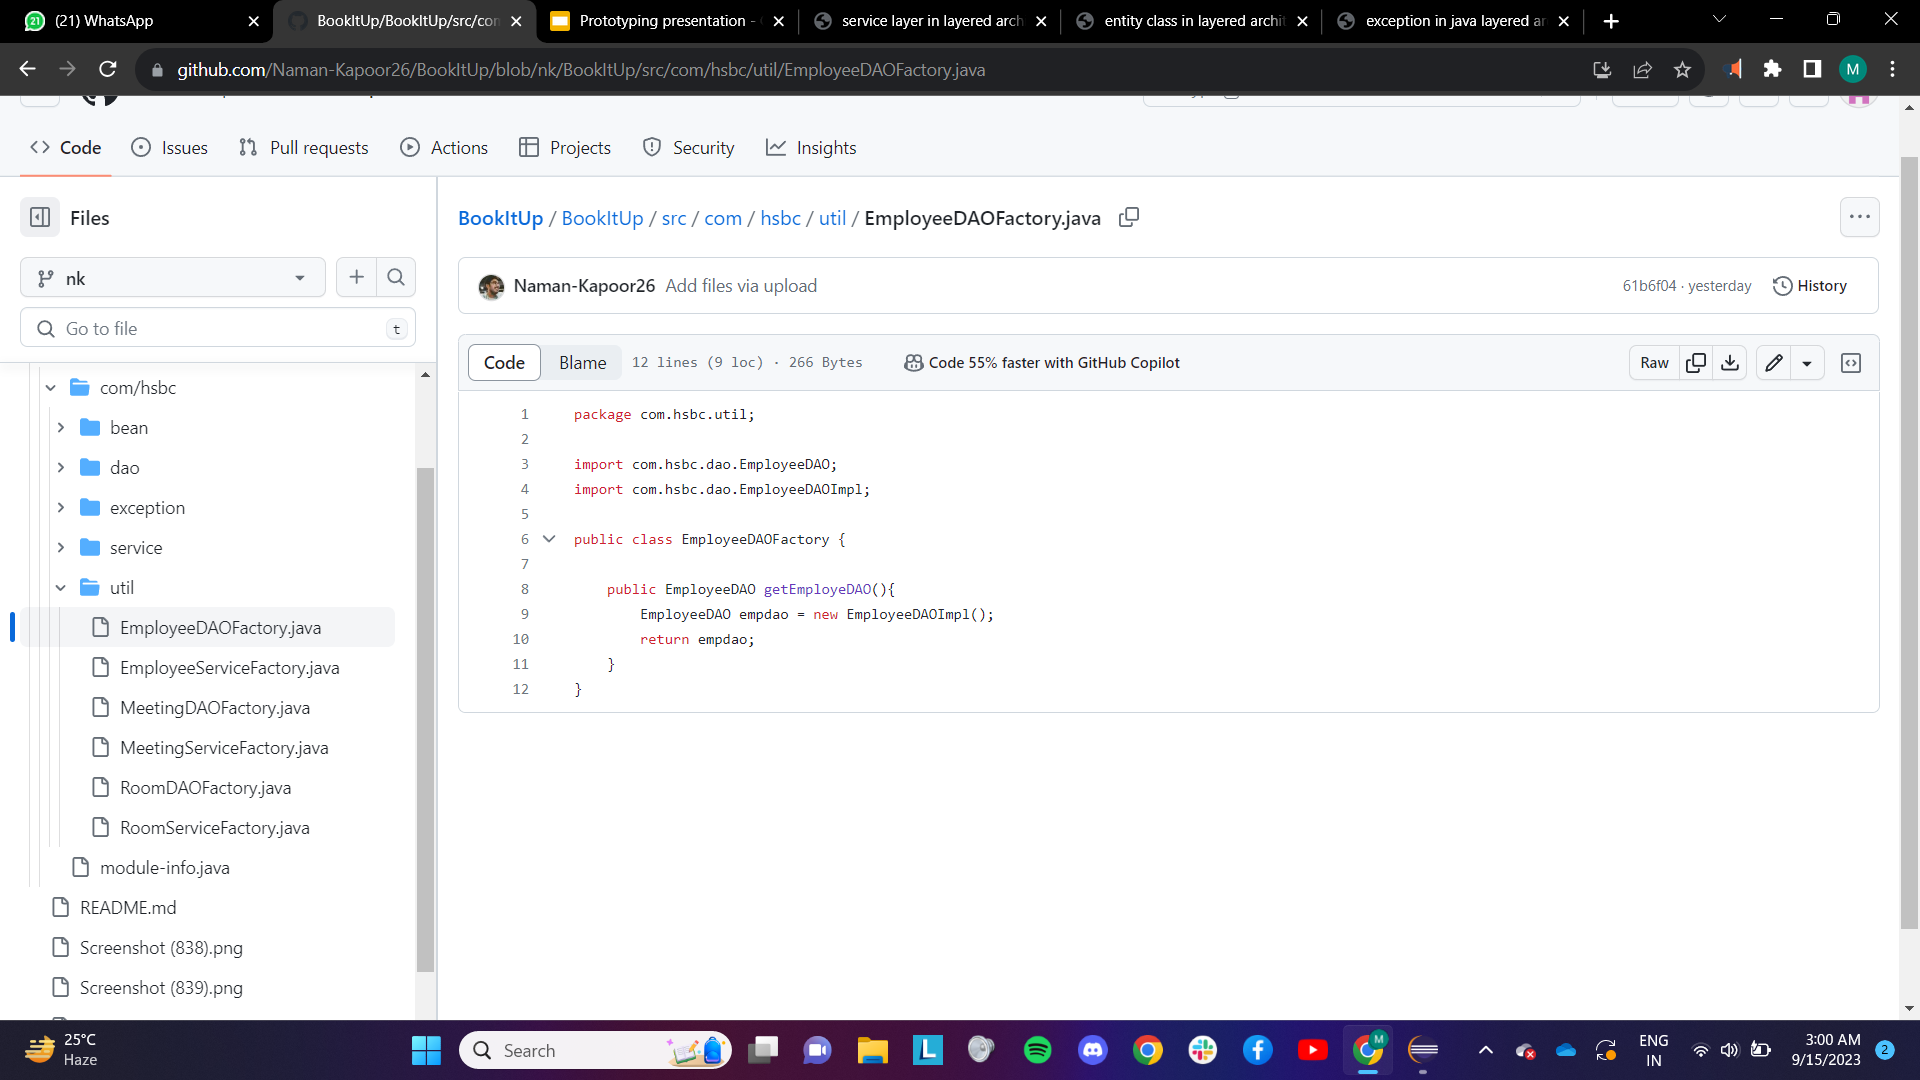 (21) WhatsApp
BookItUp/BookItUp/src/con
Prototyping presentation -
service layer in layered arch
entity class in layered archit
exception in java layered ar
github.com/Naman-Kapoor26/BookItUp/blob/nk/BookItUp/src/com/hsbc/util/EmployeeDAOFactory.java
M
Code
Issues
Pull requests
Actions
Projects
Security
Insights
Files
nk
Go to file
t
com/hsbc
bean
dao
exception
service
util
EmployeeDAOFactory.java
EmployeeServiceFactory.java
MeetingDAOFactory.java
MeetingServiceFactory.java
RoomDAOFactory.java
RoomServiceFactory.java
module-info.java
README.md
Screenshot (838).png
Screenshot (839).png
BookItUp / BookItUp / src / com / hsbc / util / EmployeeDAOFactory.java
Naman-Kapoor26 Add files via upload
61b6f04 · yesterday
History
Code
Blame
12 lines (9 loc) · 266 Bytes
Code 55% faster with GitHub Copilot
Raw
1 package com.hsbc.util;
2
3 import com.hsbc.dao.EmployeeDAO;
4 import com.hsbc.dao.EmployeeDAOImpl;
5
6 public class EmployeeDAOFactory {
7
8 public EmployeeDAO getEmployeDAO(){
9 EmployeeDAO empdao = new EmployeeDAOImpl();
10 return empdao;
11 }
12 }
25°C
Haze
Search
L
M
ENG
IN
3:00 AM
9/15/2023
2